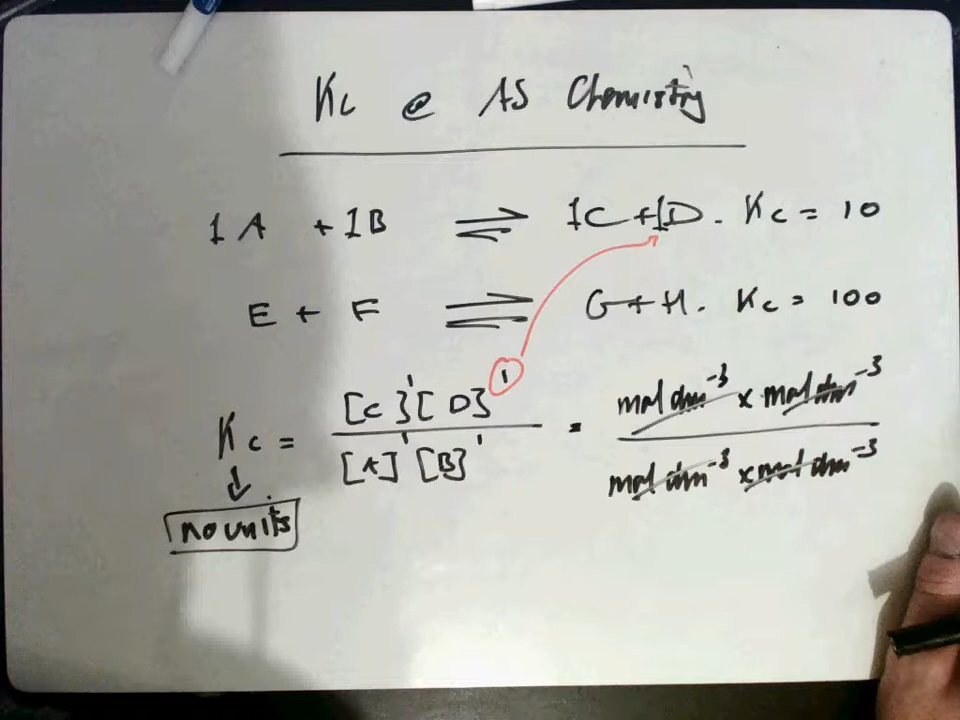 Kc @ AS Chemistry
1A + 1B ⇌ 1C + 1D. Kc = 10
E + F ⇌ G + H. Kc = 100
Kc = [C]¹[D]¹ / [A]¹[B]¹ = mol dm⁻³ x mol dm⁻³ / mol dm⁻³ x mol dm⁻³
↓
no units